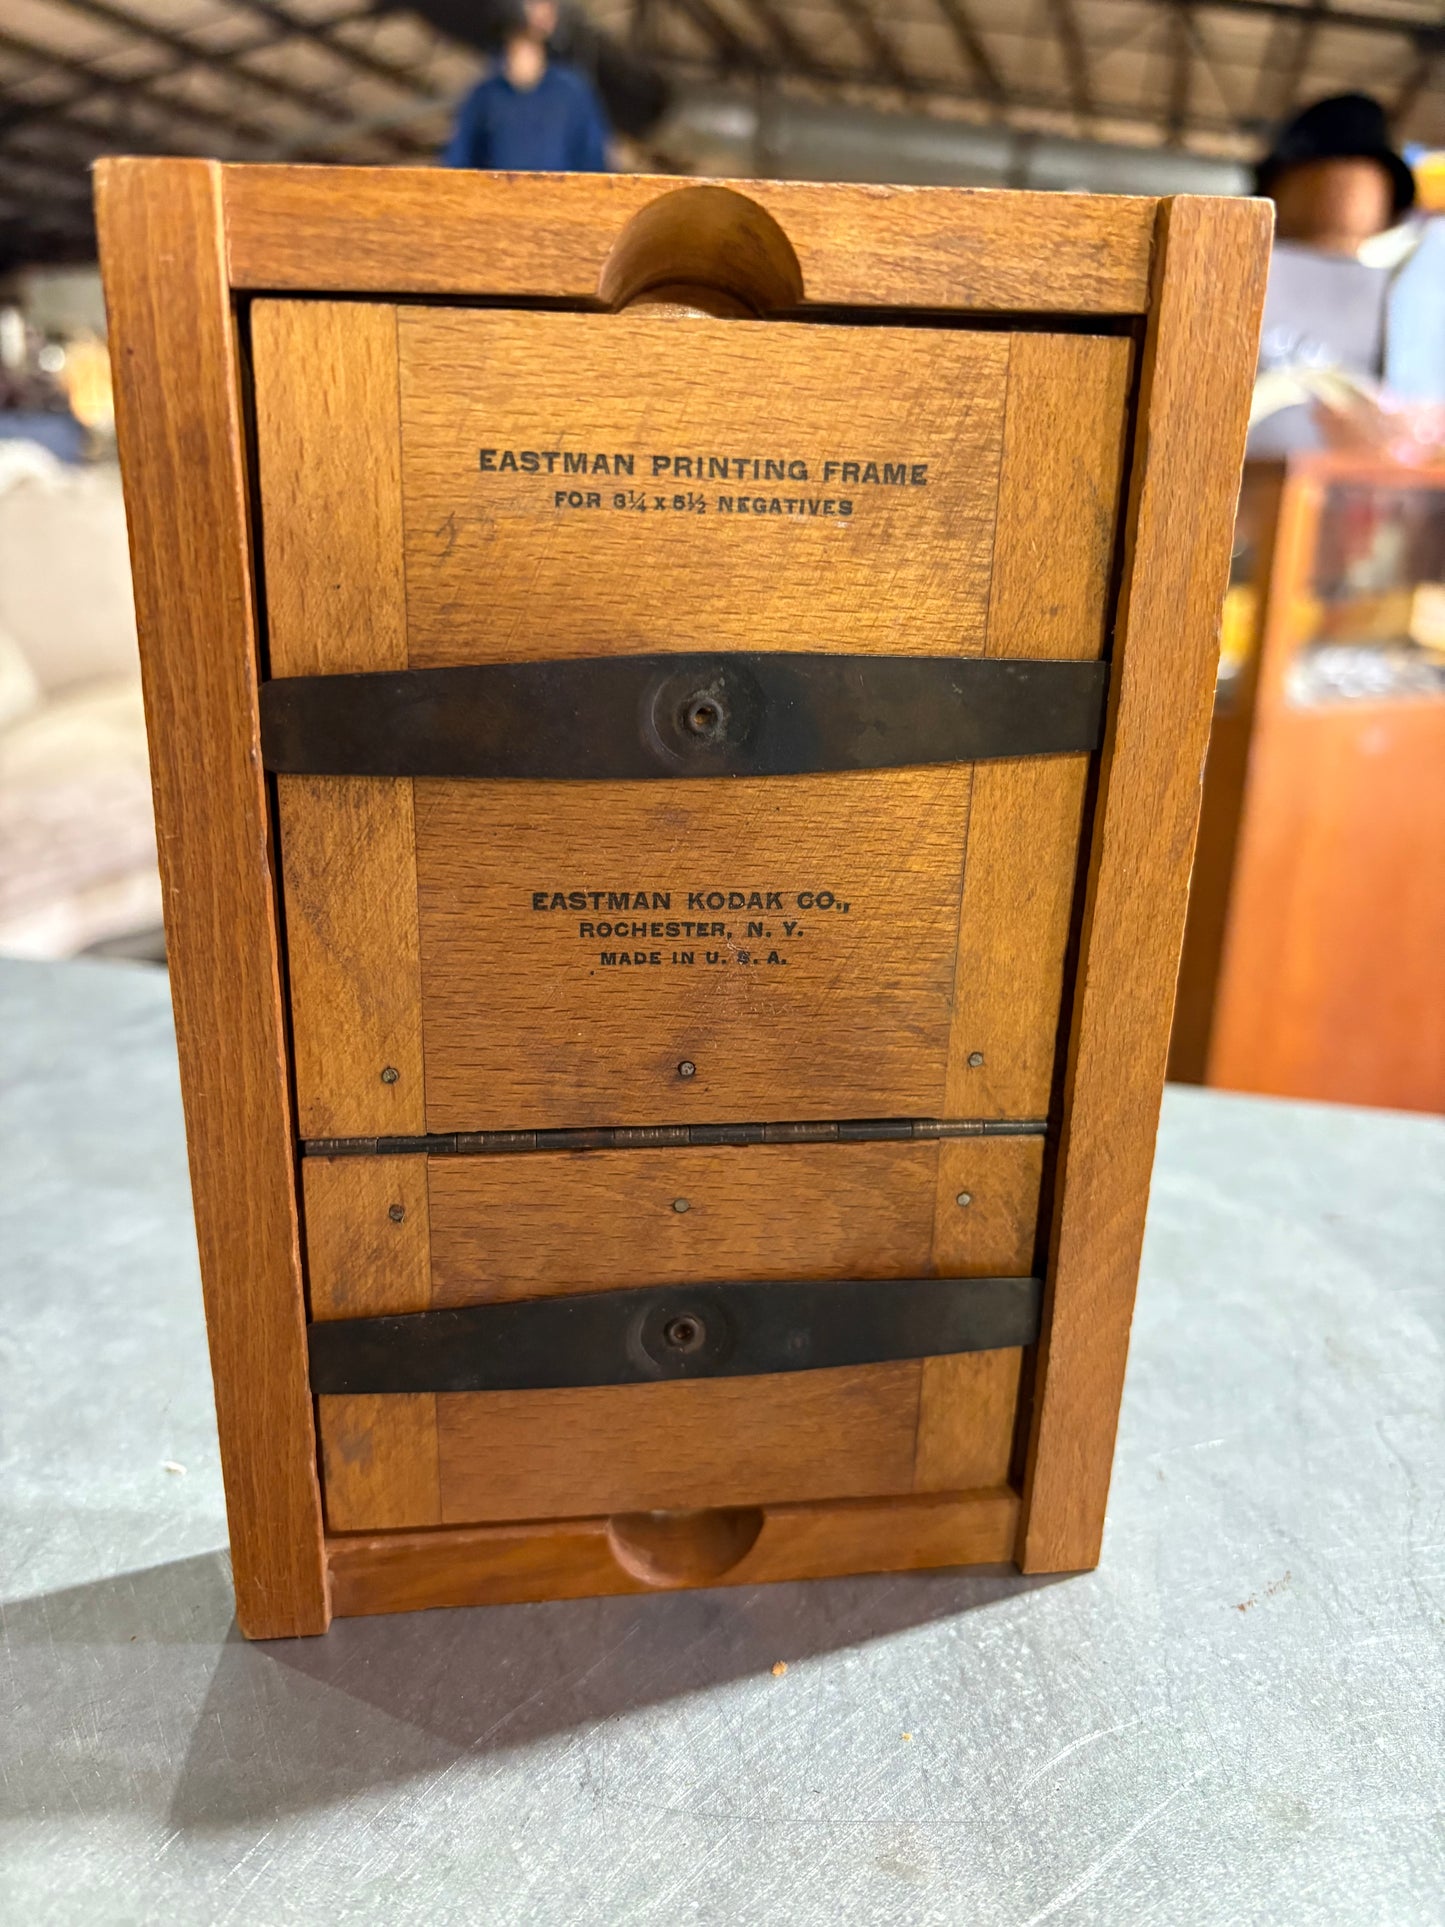 EASTMAN PRINTING FRAME
FOR 3¼ x 5½ NEGATIVES
EASTMAN KODAK CO.,
ROCHESTER, N. Y.
MADE IN U. S. A.